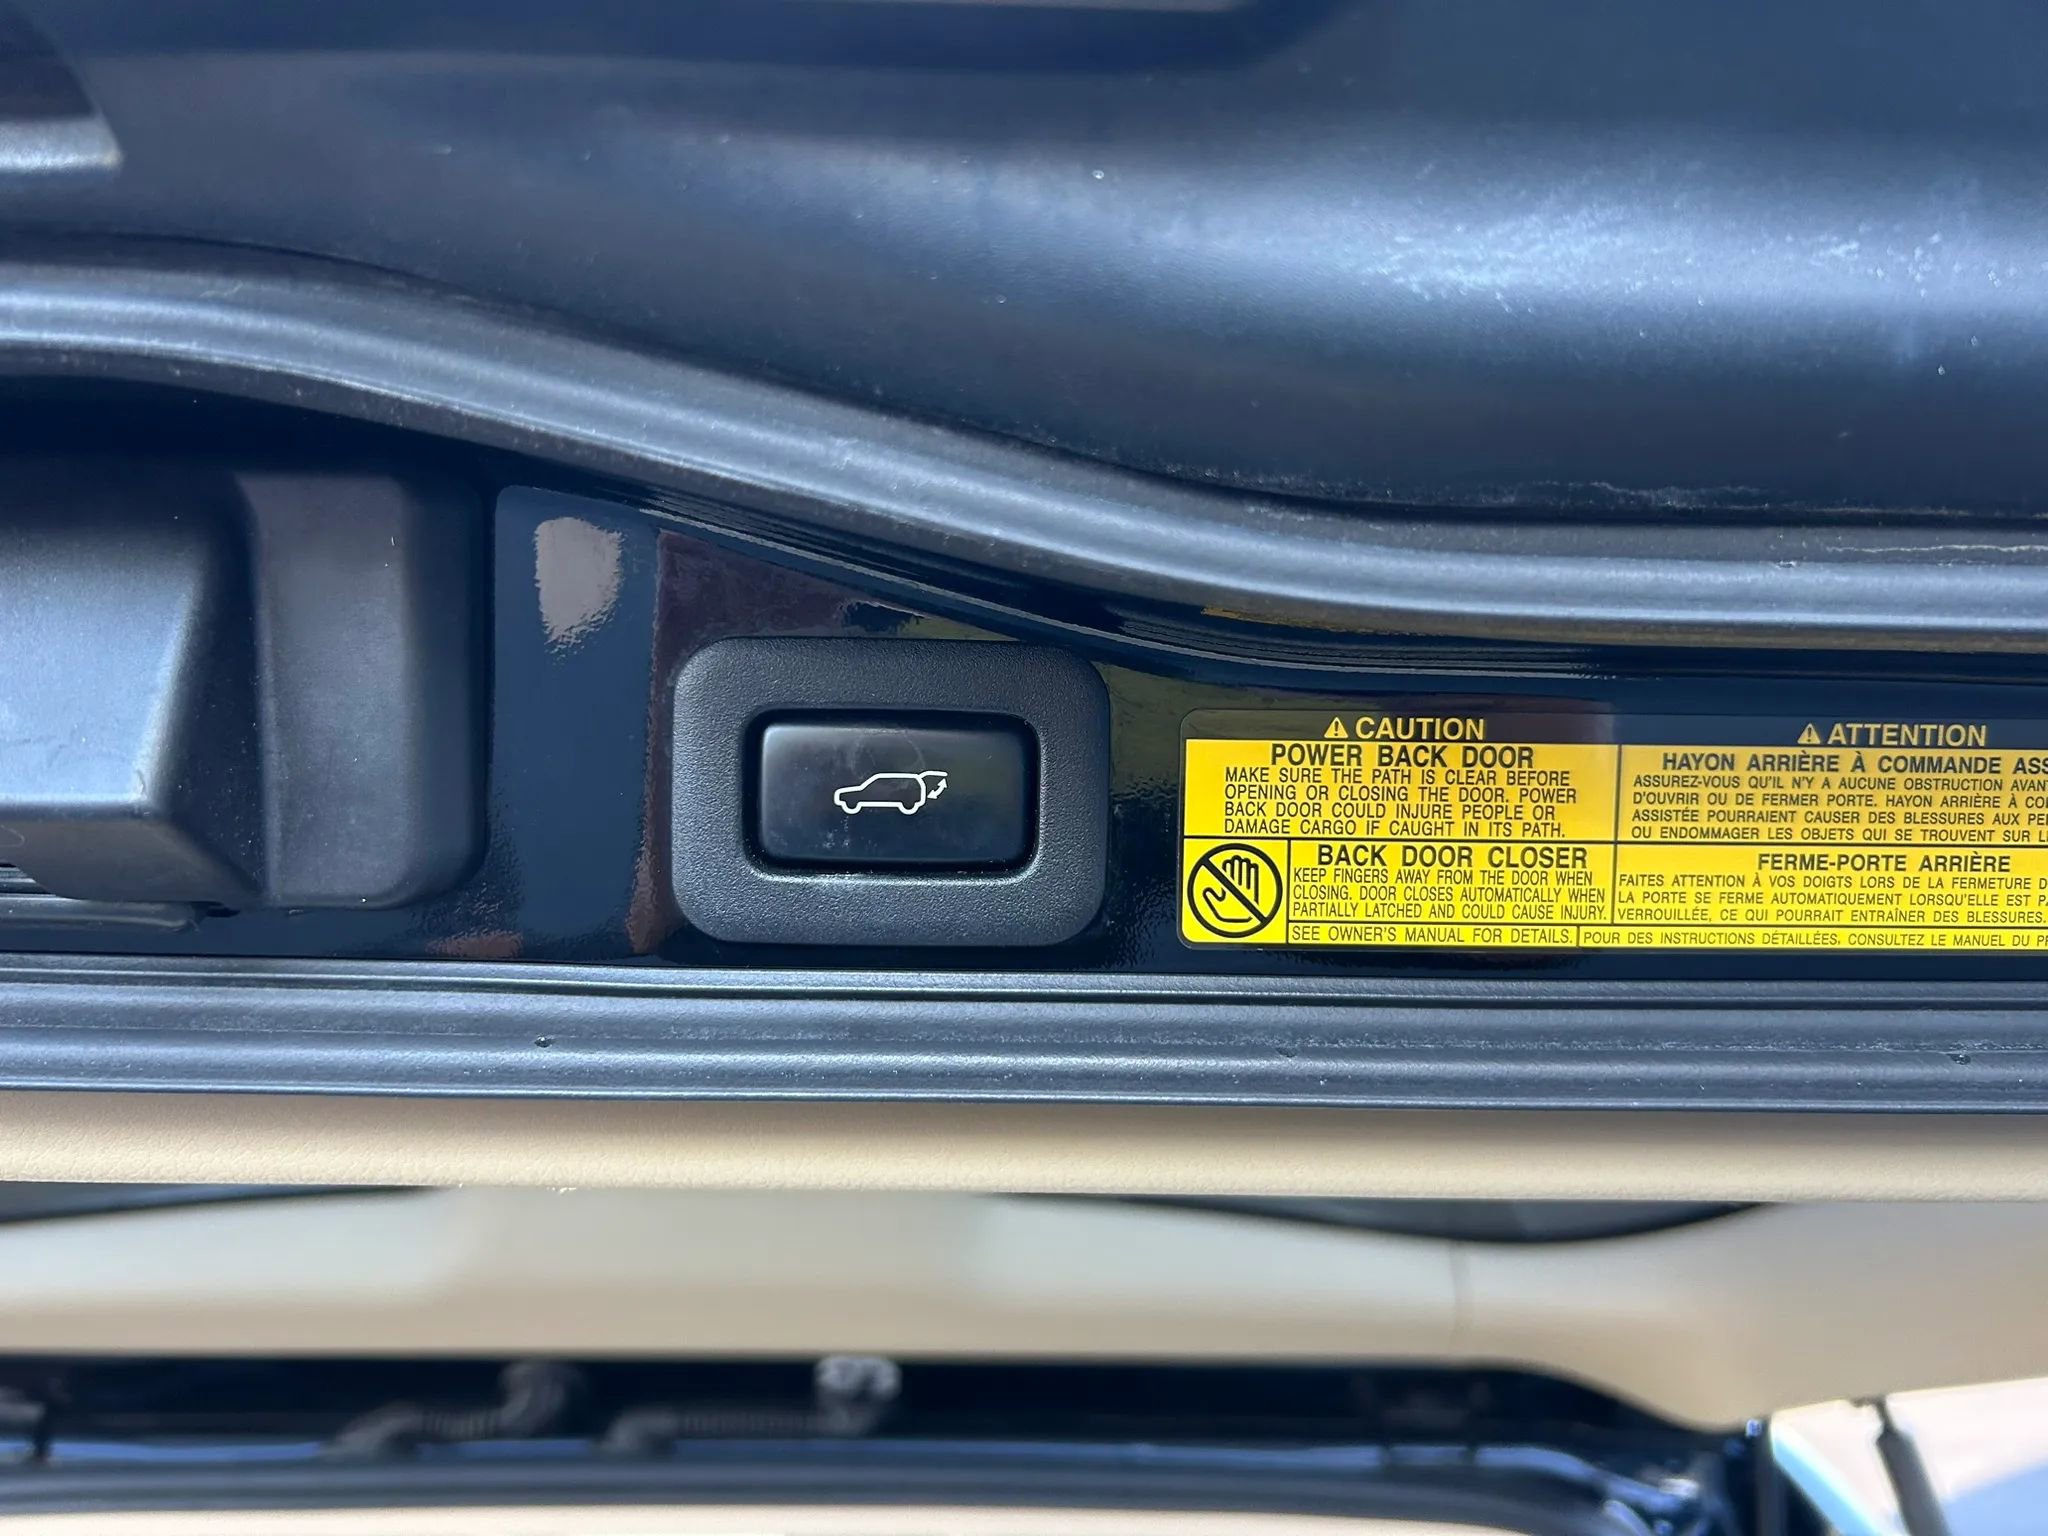 CAUTION
POWER BACK DOOR
MAKE SURE THE PATH IS CLEAR BEFORE
OPENING OR CLOSING THE DOOR. POWER
BACK DOOR COULD INJURE PEOPLE OR
DAMAGE CARGO IF CAUGHT IN ITS PATH.
BACK DOOR CLOSER
KEEP FINGERS AWAY FROM THE DOOR WHEN
CLOSING. DOOR CLOSES AUTOMATICALLY WHEN
PARTIALLY LATCHED AND COULD CAUSE INJURY.
SEE OWNER'S MANUAL FOR DETAILS.
ATTENTION
HAYON ARRIÈRE À COMMANDE
ASSUREZ-VOUS QU'IL N'Y A AUCUNE OBSTRUCTION
D'OUVRIR OU DE FERMER PORTE. HAYON ARRIÈRE À
ASSISTÉE POURRAIENT CAUSER DES BLESSURES AUX
OU ENDOMMAGER LES OBJETS QUI SE TROUVENT SUR
FERME-PORTE ARRIÈRE
FAITES ATTENTION À VOS DOIGTS LORS DE LA FERMETURE
LA PORTE SE FERME AUTOMATIQUEMENT LORSQU'ELLE EST
VERROUILLÉE, CE QUI POURRAIT ENTRAÎNER DES BLESSURES.
POUR DES INSTRUCTIONS DÉTAILLÉES, CONSULTEZ LE MANUEL DU